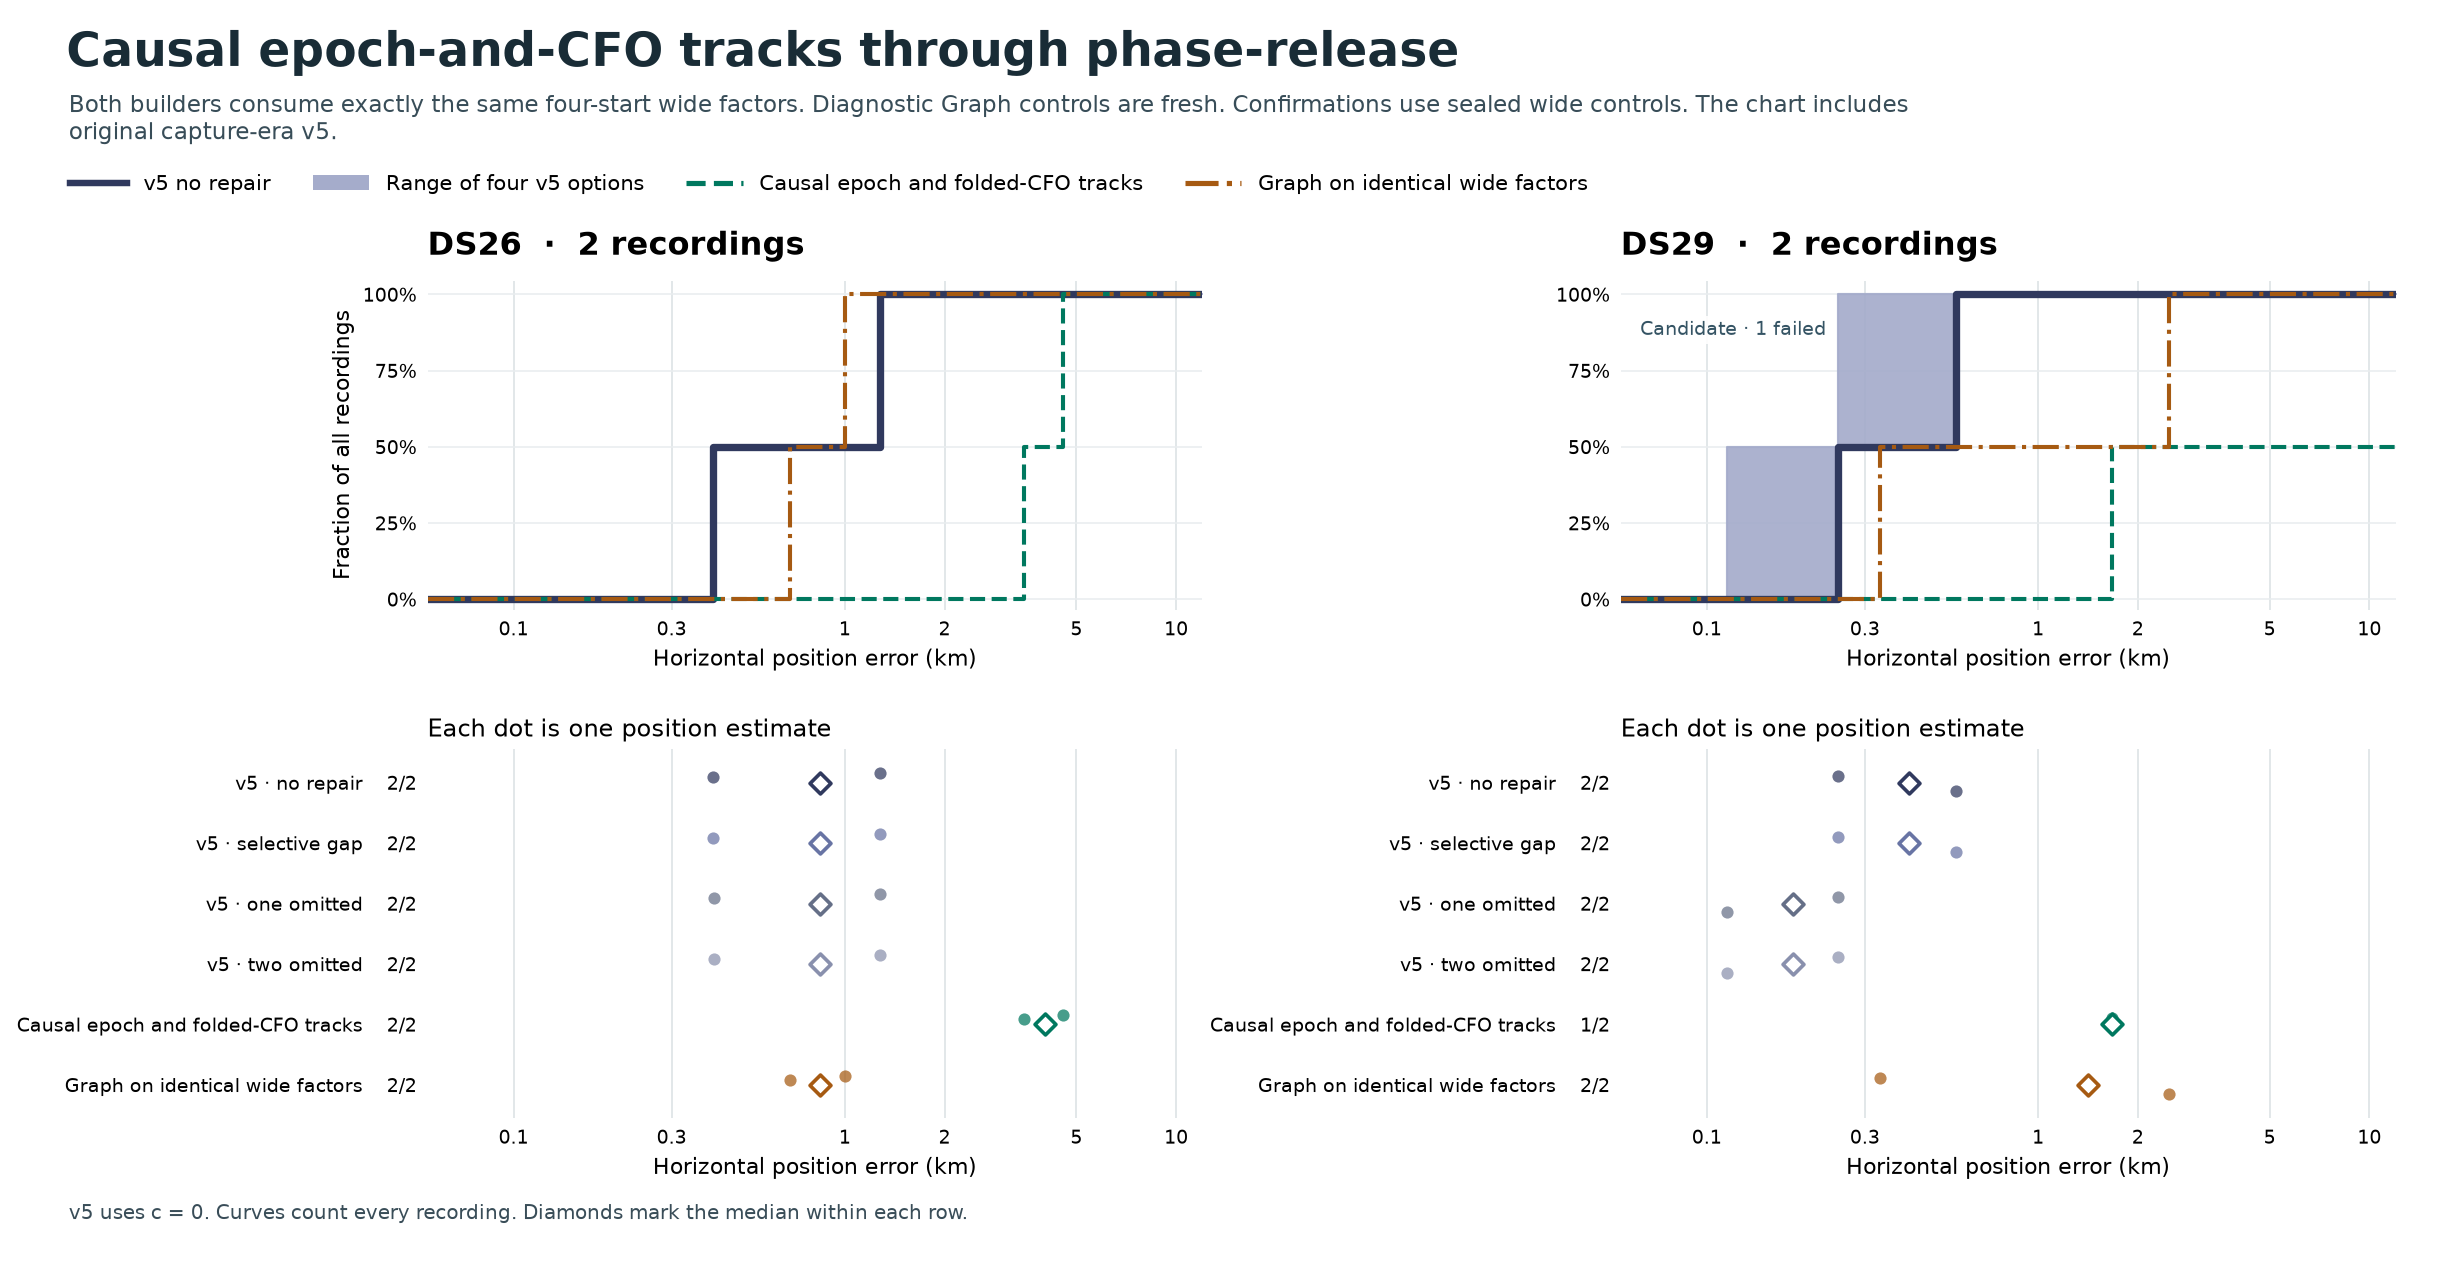 Causal epoch-and-CFO tracks through phase-release
Both builders consume exactly the same four-start wide factors. Diagnostic Graph controls are fresh. Confirmations use sealed wide controls. The chart includes
original capture-era v5.
v5 no repair
Range of four v5 options
Causal epoch and folded-CFO tracks
Graph on identical wide factors
DS26 · 2 recordings
Fraction of all recordings
100%
75%
50%
25%
0%
0.1 0.3 1 2 5 10
Horizontal position error (km)
DS29 · 2 recordings
100%
Candidate · 1 failed
75%
50%
25%
0%
0.1 0.3 1 2 5 10
Horizontal position error (km)
Each dot is one position estimate
v5 · no repair 2/2
v5 · selective gap 2/2
v5 · one omitted 2/2
v5 · two omitted 2/2
Causal epoch and folded-CFO tracks 2/2
Graph on identical wide factors 2/2
0.1 0.3 1 2 5 10
Horizontal position error (km)
Each dot is one position estimate
v5 · no repair 2/2
v5 · selective gap 2/2
v5 · one omitted 2/2
v5 · two omitted 2/2
Causal epoch and folded-CFO tracks 1/2
Graph on identical wide factors 2/2
0.1 0.3 1 2 5 10
Horizontal position error (km)
v5 uses c = 0. Curves count every recording. Diamonds mark the median within each row.